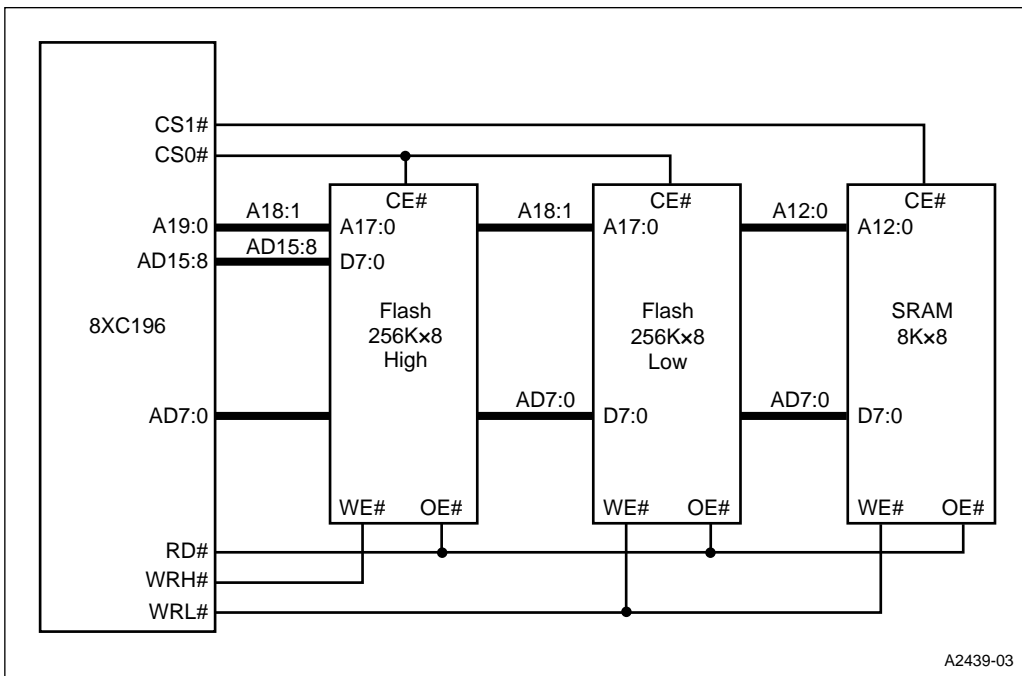 CS1#
CS0#
CE#
CE#
CE#
A19:0
A18:1
A17:0
A18:1
A17:0
A12:0
A12:0
AD15:8
AD15:8
D7:0
8XC196
Flash
256K×8
High
Flash
256K×8
Low
SRAM
8K×8
AD7:0
AD7:0
D7:0
AD7:0
D7:0
WE# OE#
WE# OE#
WE# OE#
RD#
WRH#
WRL#
A2439-03